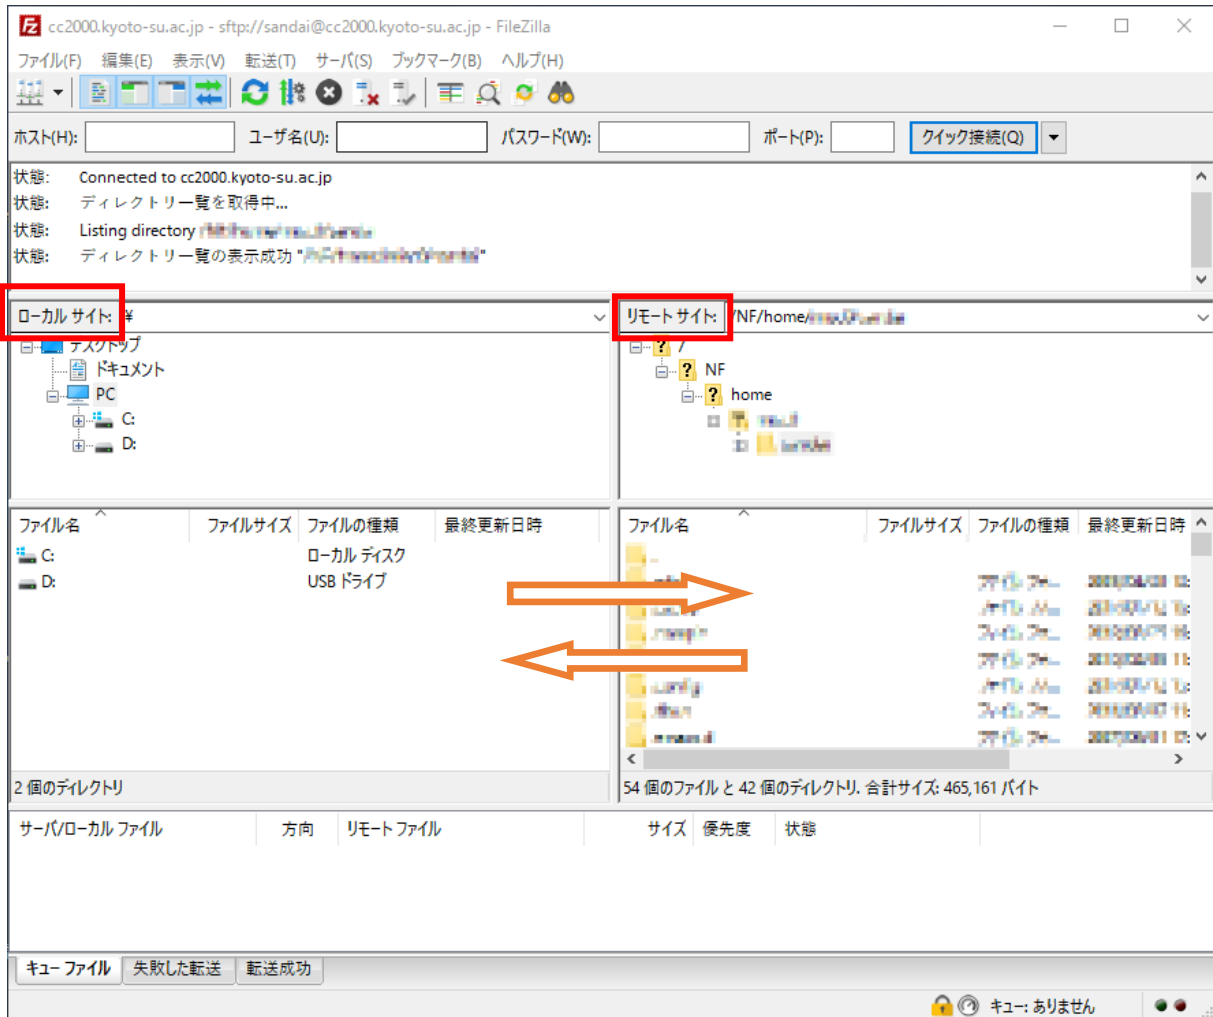 cc2000.kyoto-su.ac.jp - sftp://sandai@cc2000.kyoto-su.ac.jp - FileZilla
ファイル(F) 編集(E) 表示(V) 転送(T) サーバ(S) ブックマーク(B) ヘルプ(H)
ホスト(H): ユーザ名(U): パスワード(W): ポート(P): クイック接続(Q)
状態: Connected to cc2000.kyoto-su.ac.jp
状態: ディレクトリ一覧を取得中...
状態: Listing directory
状態: ディレクトリ一覧の表示成功 "
ローカル サイト: ¥
リモート サイト: /NF/home/
デスクトップ
ドキュメント
PC
C:
D:
? /
? NF
? home
ファイル名 ファイルサイズ ファイルの種類 最終更新日時
C: ローカル ディスク
D: USB ドライブ
2 個のディレクトリ
ファイル名 ファイルサイズ ファイルの種類 最終更新日時
..
54 個のファイル と 42 個のディレクトリ. 合計サイズ: 465,161 バイト
サーバ/ローカル ファイル 方向 リモート ファイル サイズ 優先度 状態
キュー ファイル 失敗した転送 転送成功
キュー: ありません